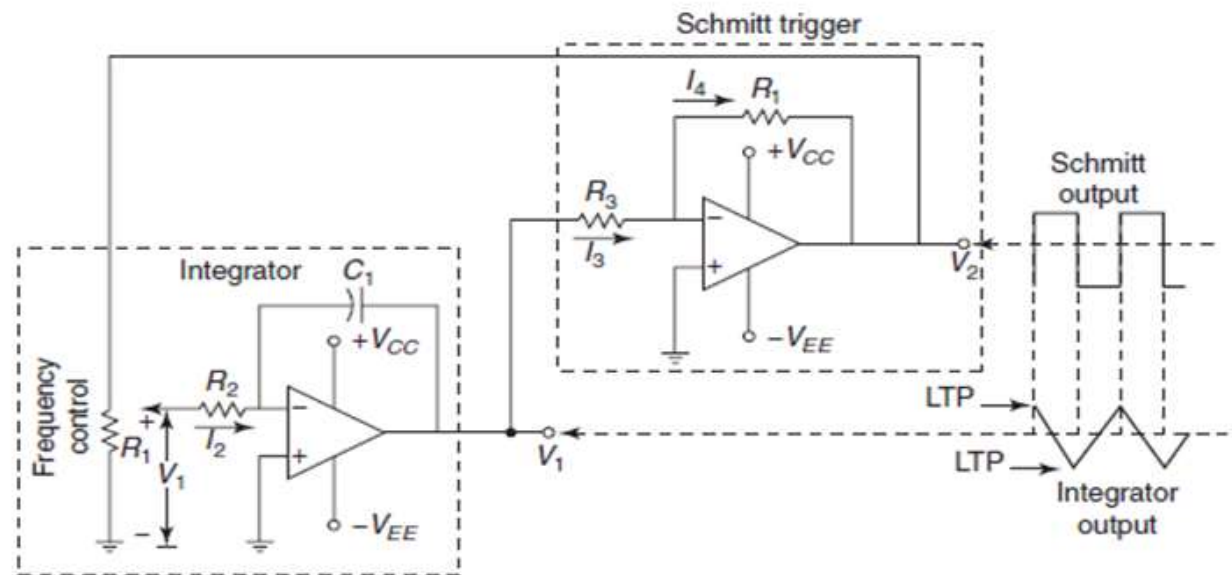 Schmitt trigger
I4
R1
+VCC
R3
I3
−
+
V2
−VEE
Schmitt
output
Integrator
C1
+VCC
Frequency
control
R2
+
I2
−
R1
V1
+
V1
−
−VEE
LTP
LTP
Integrator
output